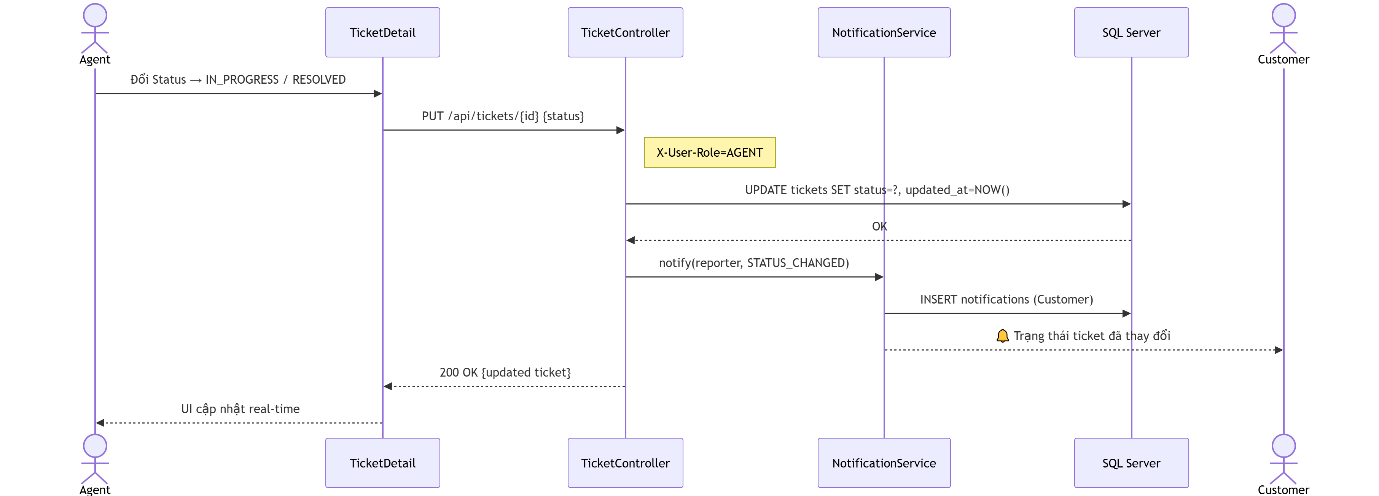 TicketDetail
TicketController
NotificationService
SQL Server
Agent
Customer
Đổi Status → IN_PROGRESS / RESOLVED
PUT /api/tickets/{id} {status}
X-User-Role=AGENT
UPDATE tickets SET status=?, updated_at=NOW()
OK
notify(reporter, STATUS_CHANGED)
INSERT notifications (Customer)
🔔 Trạng thái ticket đã thay đổi
200 OK {updated ticket}
UI cập nhật real-time
TicketDetail
TicketController
NotificationService
SQL Server
Agent
Customer